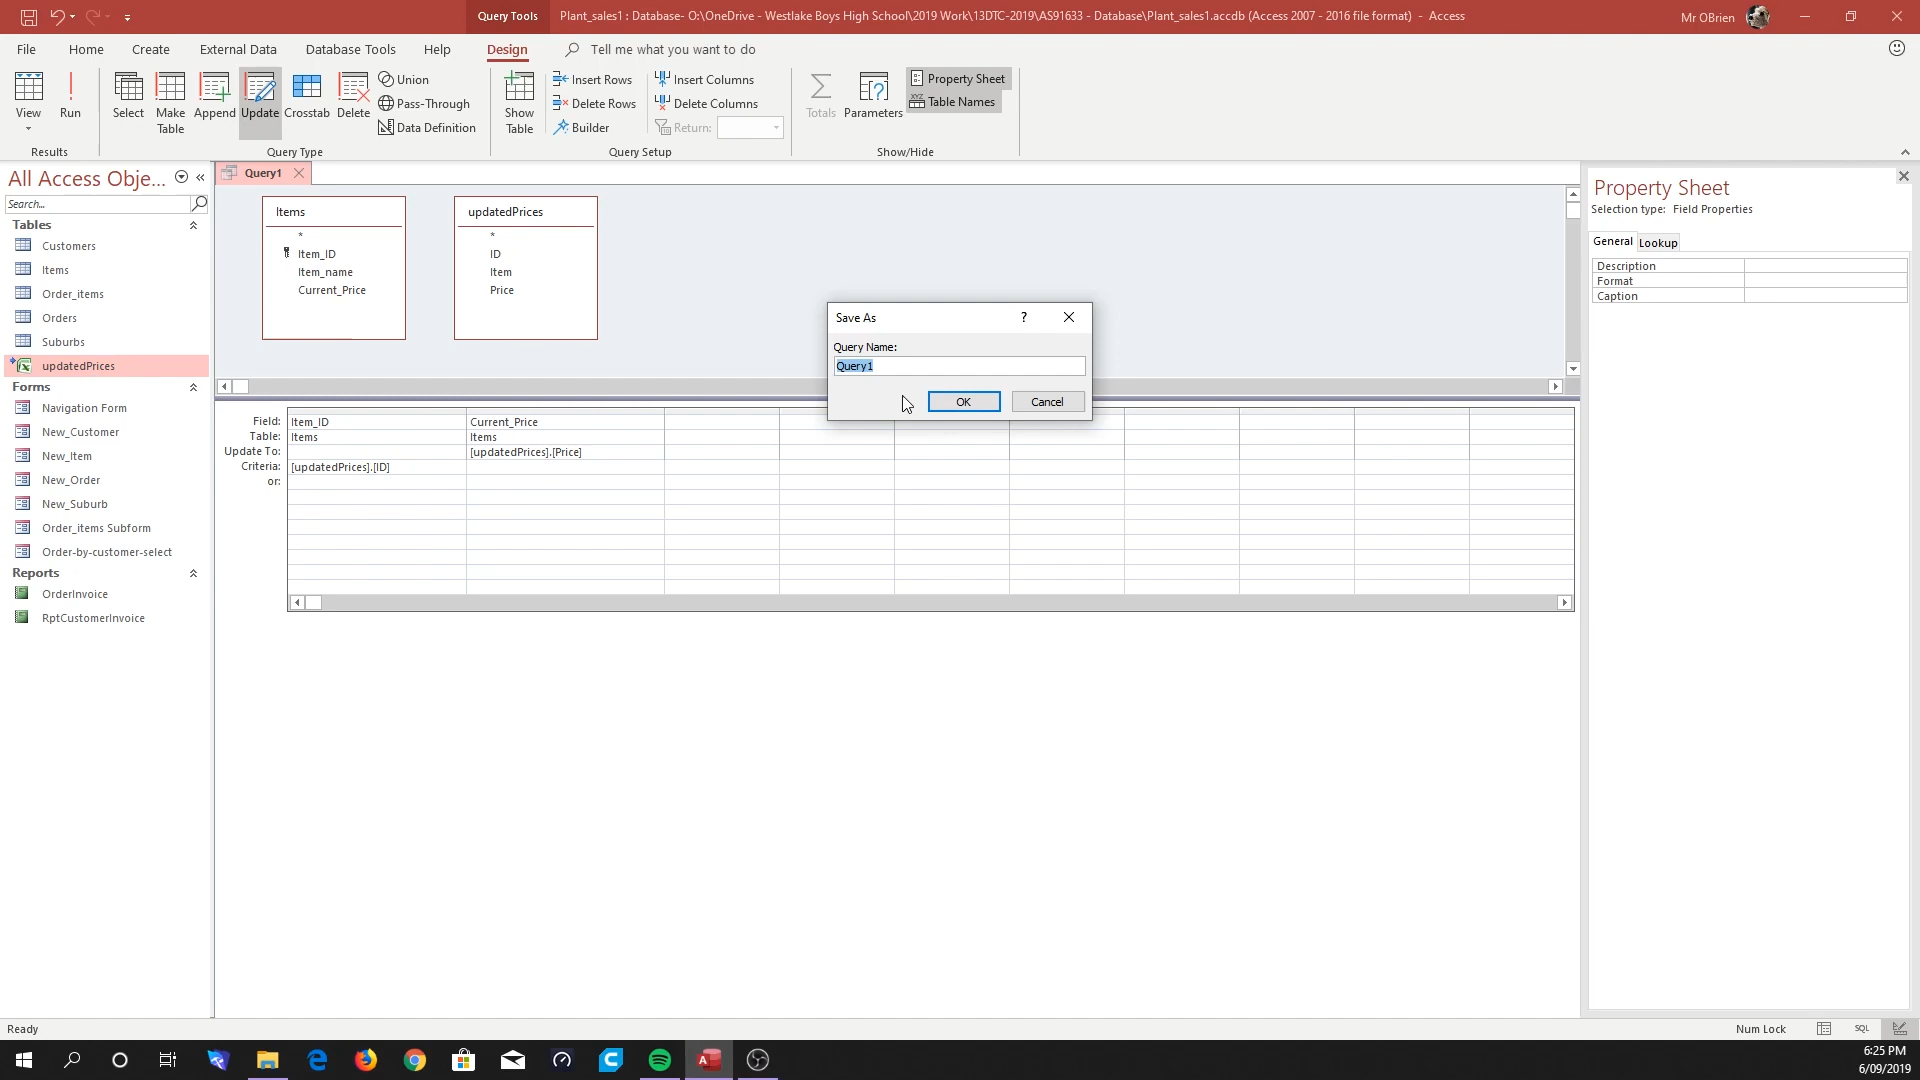 Query Tools
Plant_sales1 : Database- O:\OneDrive - Westlake Boys High School\2019 Work\13DTC-2019\AS91633 - Database\Plant_sales1.accdb (Access 2007 - 2016 file format) - Access
Mr OBrien
File Home Create External Data Database Tools Help Design Tell me what you want to do
View Run Select Make Table Append Update Crosstab Delete
Union
Pass-Through
Data Definition
Show Table
Insert Rows
Delete Rows
Builder
Insert Columns
Delete Columns
Return:
Totals Parameters
Property Sheet
Table Names
Results Query Type Query Setup Show/Hide
All Access Obje...
Search...
Tables
Customers
Items
Order_items
Orders
Suburbs
updatedPrices
Forms
Navigation Form
New_Customer
New_Item
New_Order
New_Suburb
Order_items Subform
Order-by-customer-select
Reports
OrderInvoice
RptCustomerInvoice
Query1
Items
*
Item_ID
Item_name
Current_Price
updatedPrices
*
ID
Item
Price
Save As ?
Query Name:
Query1
OK Cancel
Field: Item_ID Current_Price
Table: Items Items
Update To: [updatedPrices].[Price]
Criteria: [updatedPrices].[ID]
or:
Property Sheet
Selection type: Field Properties
General Lookup
Description
Format
Caption
Ready
Num Lock
SQL
6:25 PM
6/09/2019